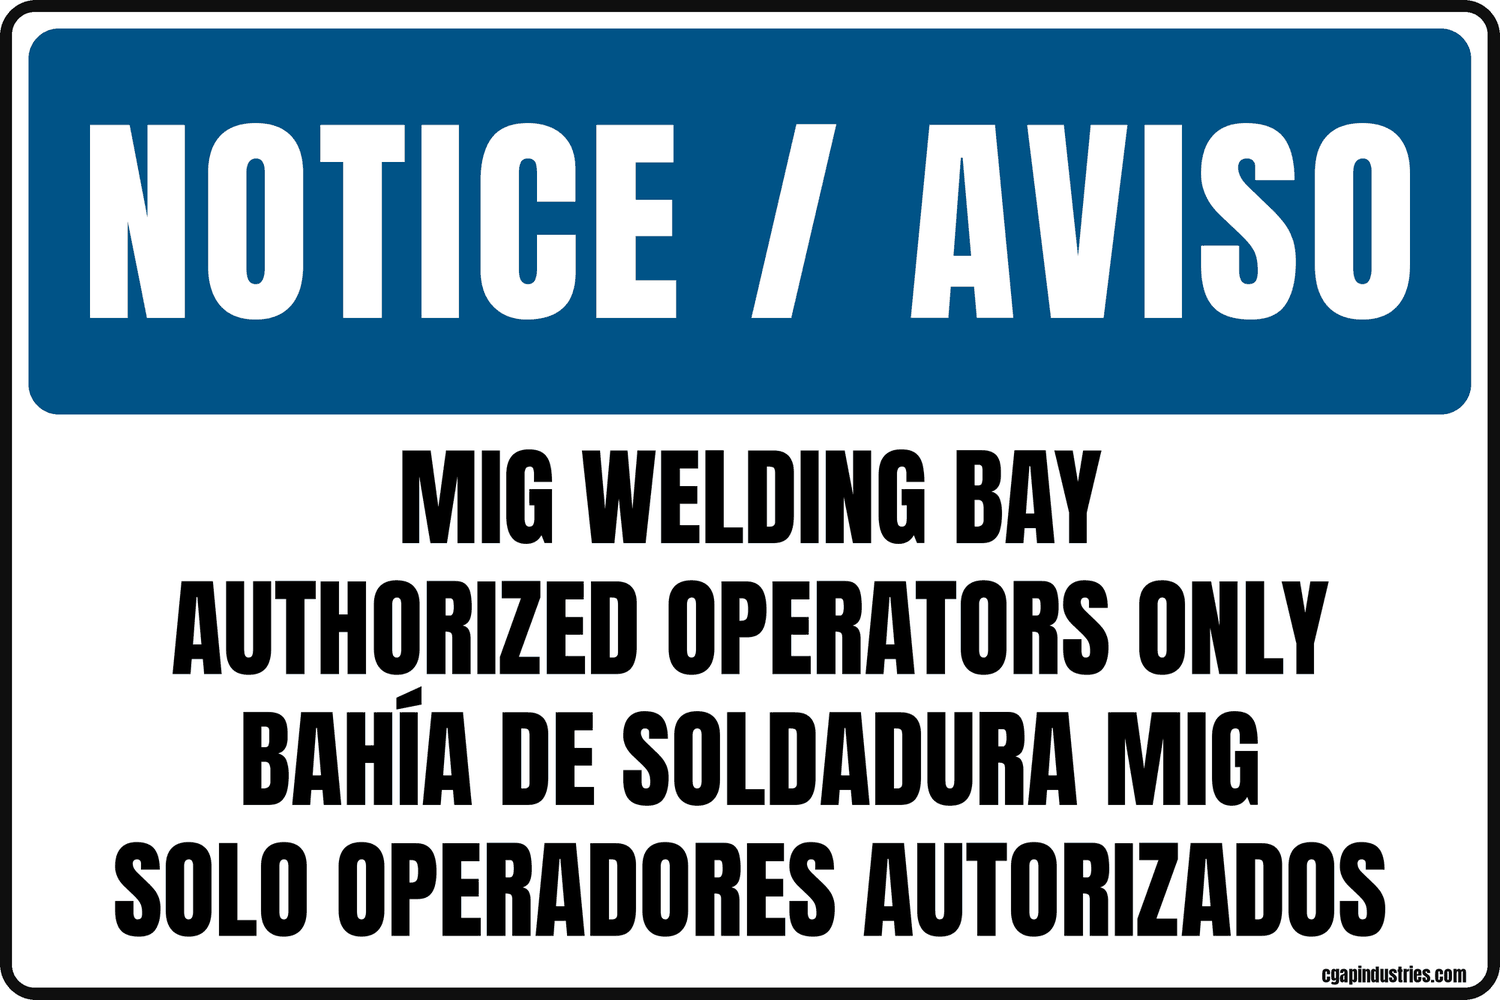 NOTICE / AVISO
MIG WELDING BAY
AUTHORIZED OPERATORS ONLY
BAHÍA DE SOLDADURA MIG
SOLO OPERADORES AUTORIZADOS
cgapindustries.com